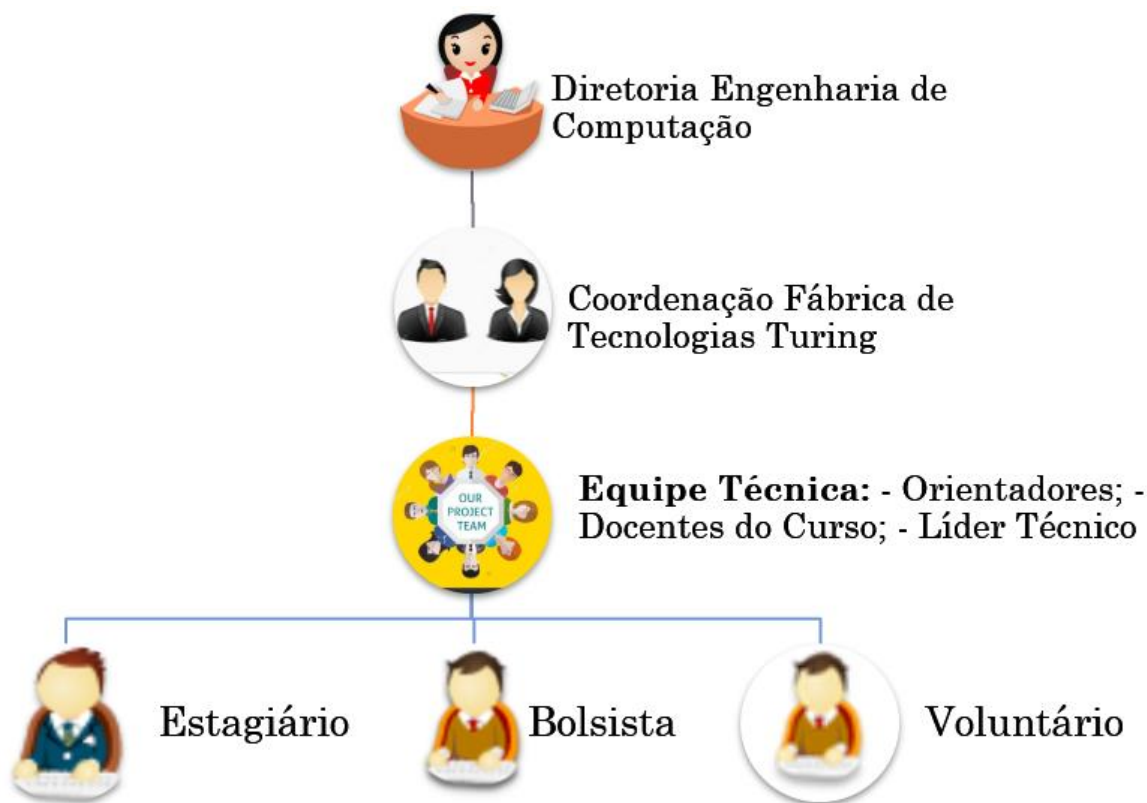 Diretoria Engenharia de
Computação
Coordenação Fábrica de
Tecnologias Turing
OUR
PROJECT
TEAM
Equipe Técnica: - Orientadores; -
Docentes do Curso; - Líder Técnico
Estagiário
Bolsista
Voluntário